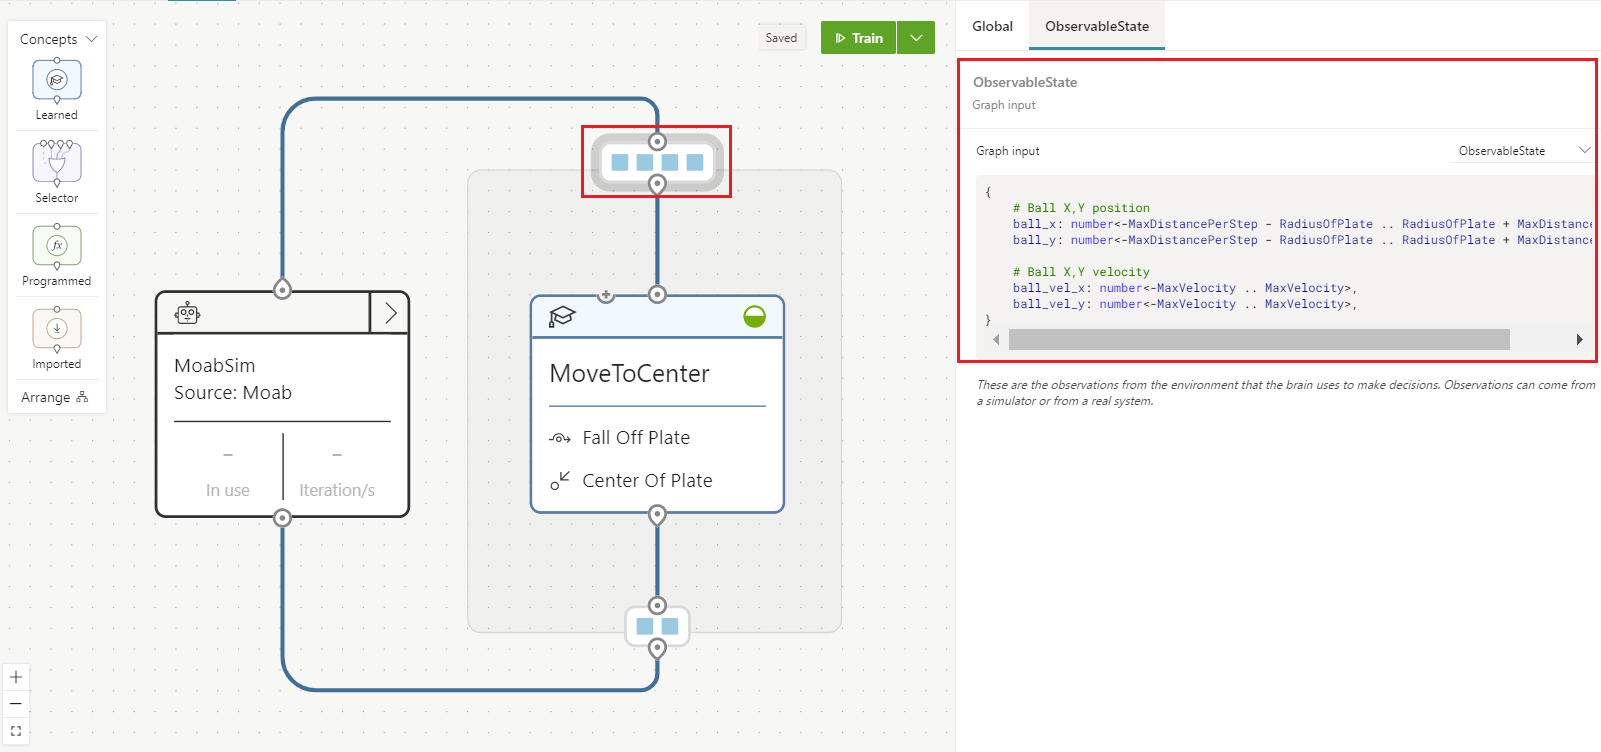 Concepts
Learned
Selector
fx
Programmed
Imported
Arrange
Saved
Train
MoabSim
Source: Moab
– –
In use Iteration/s
MoveToCenter
Fall Off Plate
Center Of Plate
Global ObservableState
ObservableState
Graph input
Graph input ObservableState
{
# Ball X,Y position
ball_x: number<-MaxDistancePerStep - RadiusOfPlate .. RadiusOfPlate + MaxDistance
ball_y: number<-MaxDistancePerStep - RadiusOfPlate .. RadiusOfPlate + MaxDistance
# Ball X,Y velocity
ball_vel_x: number<-MaxVelocity .. MaxVelocity>,
ball_vel_y: number<-MaxVelocity .. MaxVelocity>,
}
These are the observations from the environment that the brain uses to make decisions. Observations can come from
a simulator or from a real system.